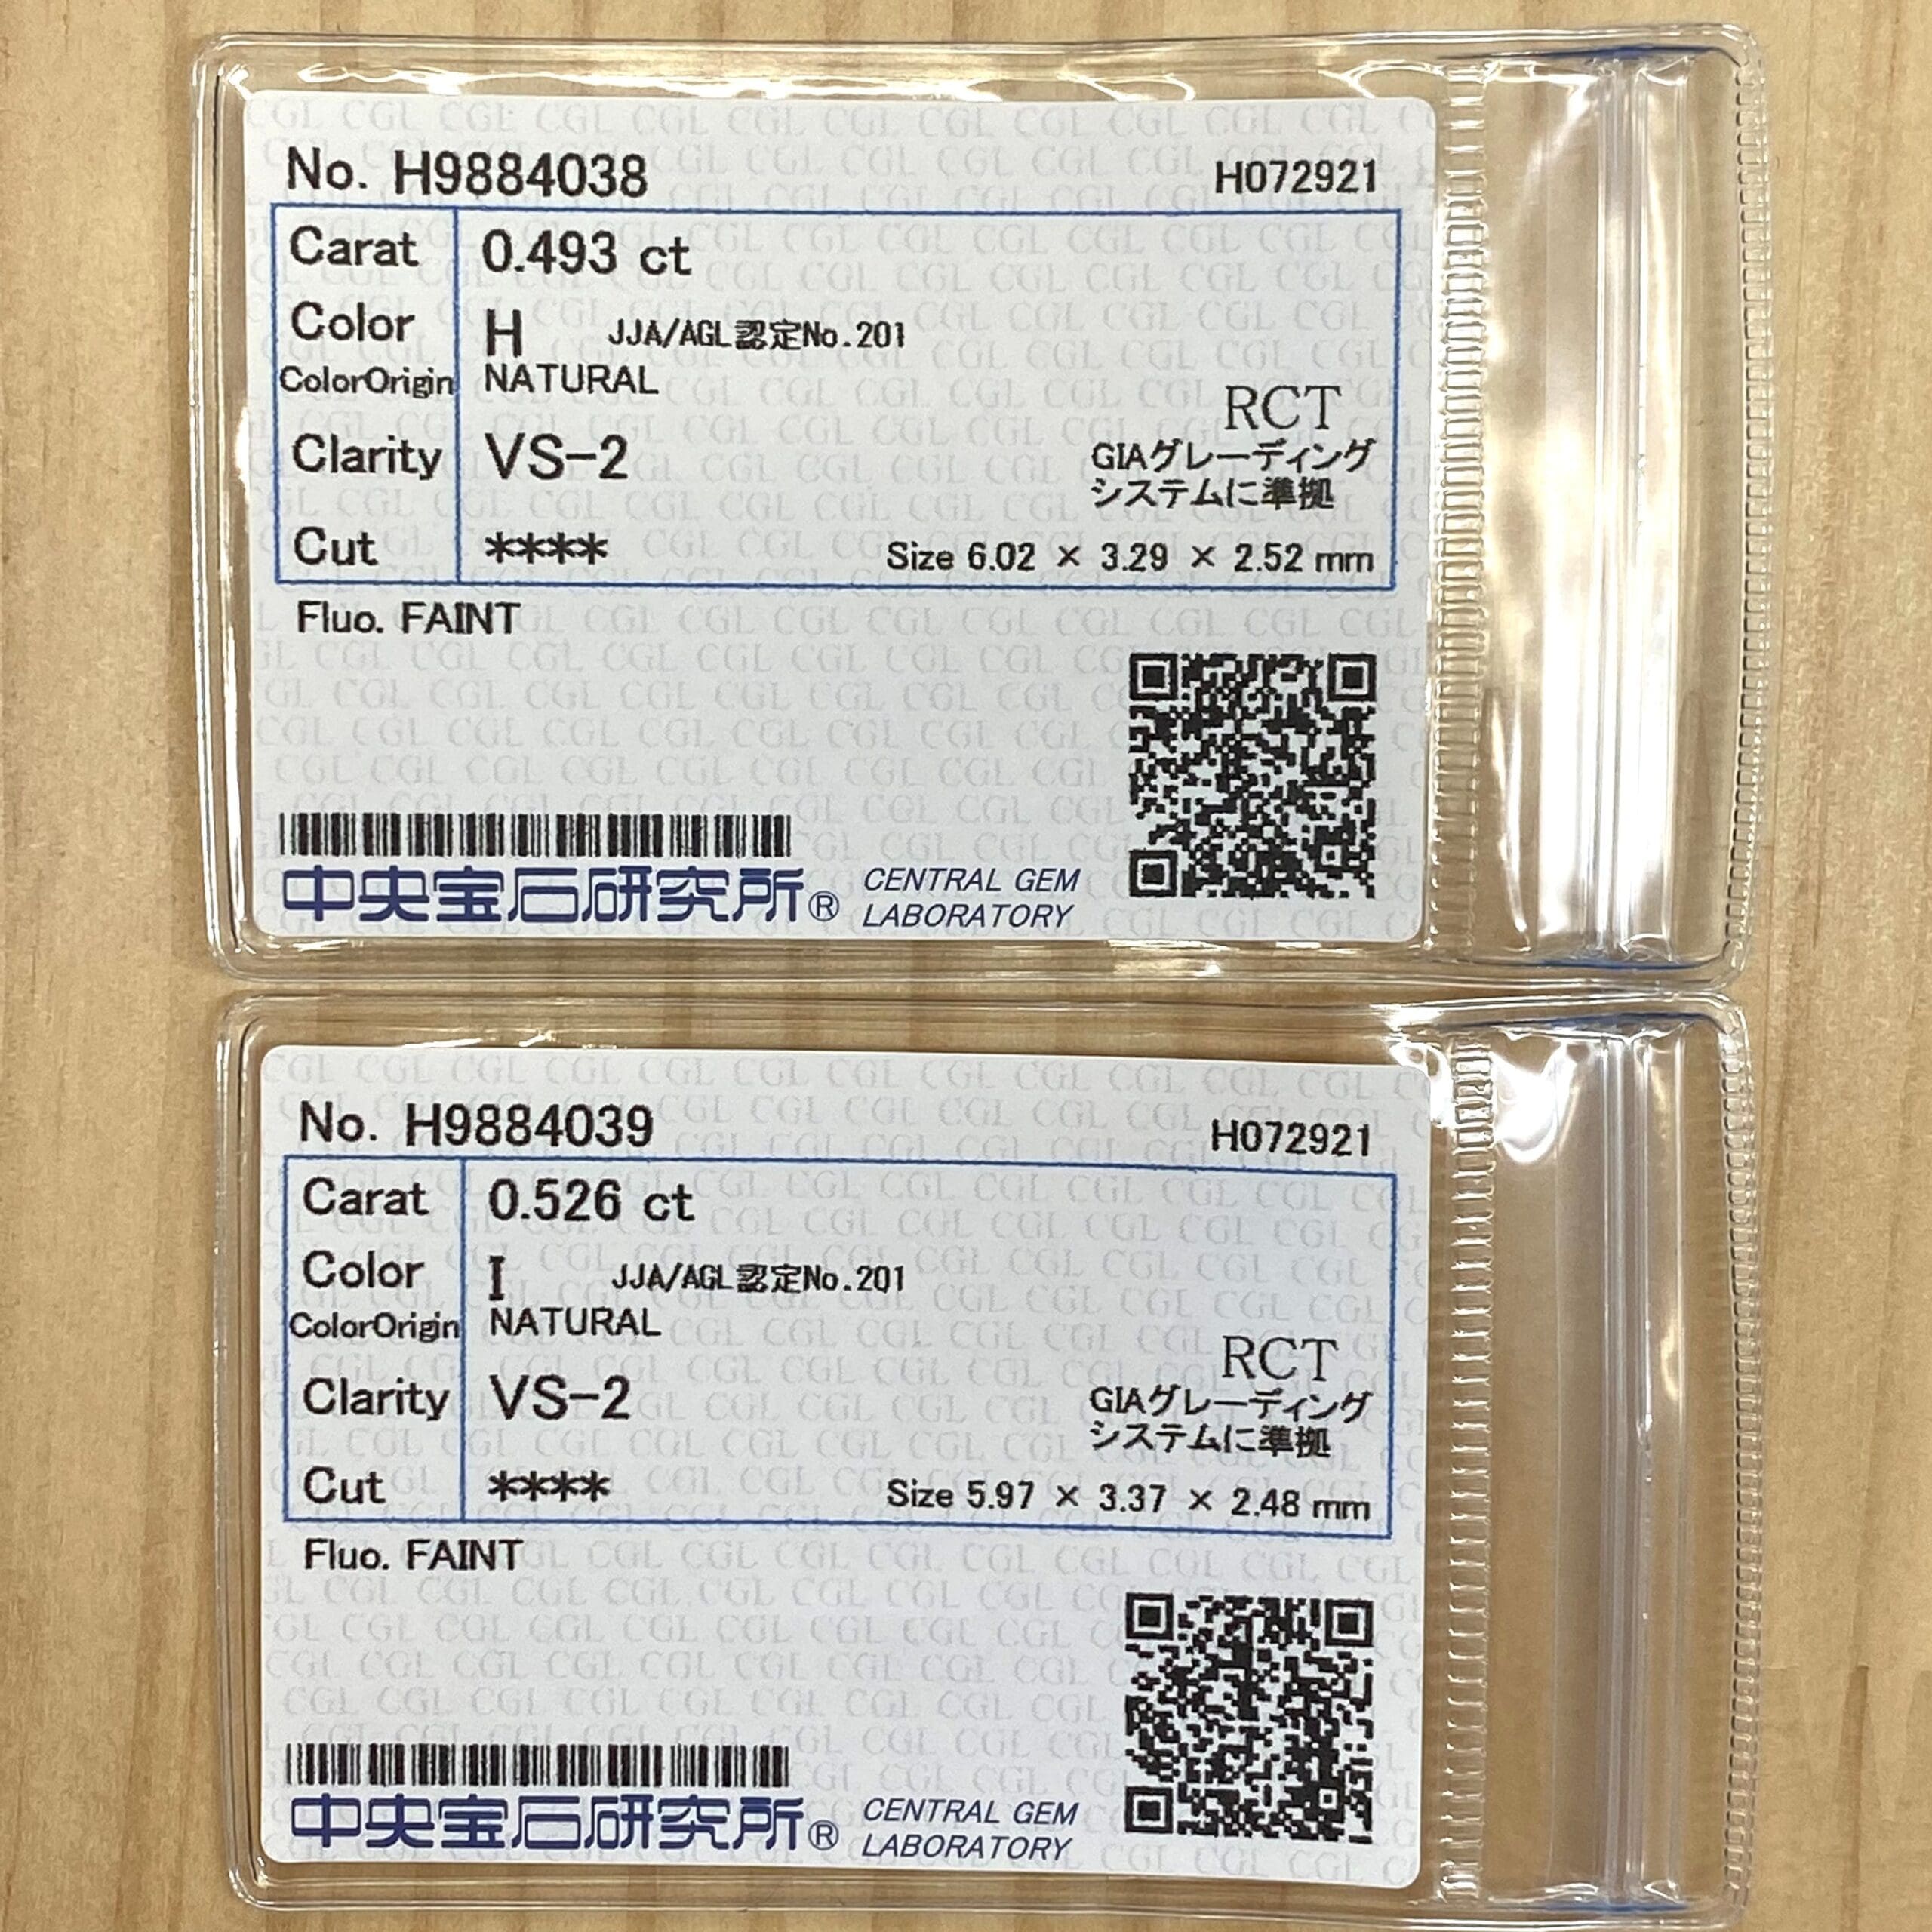 No. H9884038 H072921
Carat 0.493 ct
Color H JJA/AGL認定No.201
ColorOrigin NATURAL
RCT
Clarity VS-2 GIAグレーディング
システムに準拠
Cut **** Size 6.02 × 3.29 × 2.52 mm
Fluo. FAINT
中央宝石研究所® CENTRAL GEM
LABORATORY
No. H9884039 H072921
Carat 0.526 ct
Color I JJA/AGL認定No.201
ColorOrigin NATURAL
RCT
Clarity VS-2 GIAグレーディング
システムに準拠
Cut **** Size 5.97 × 3.37 × 2.48 mm
Fluo. FAINT
中央宝石研究所® CENTRAL GEM
LABORATORY